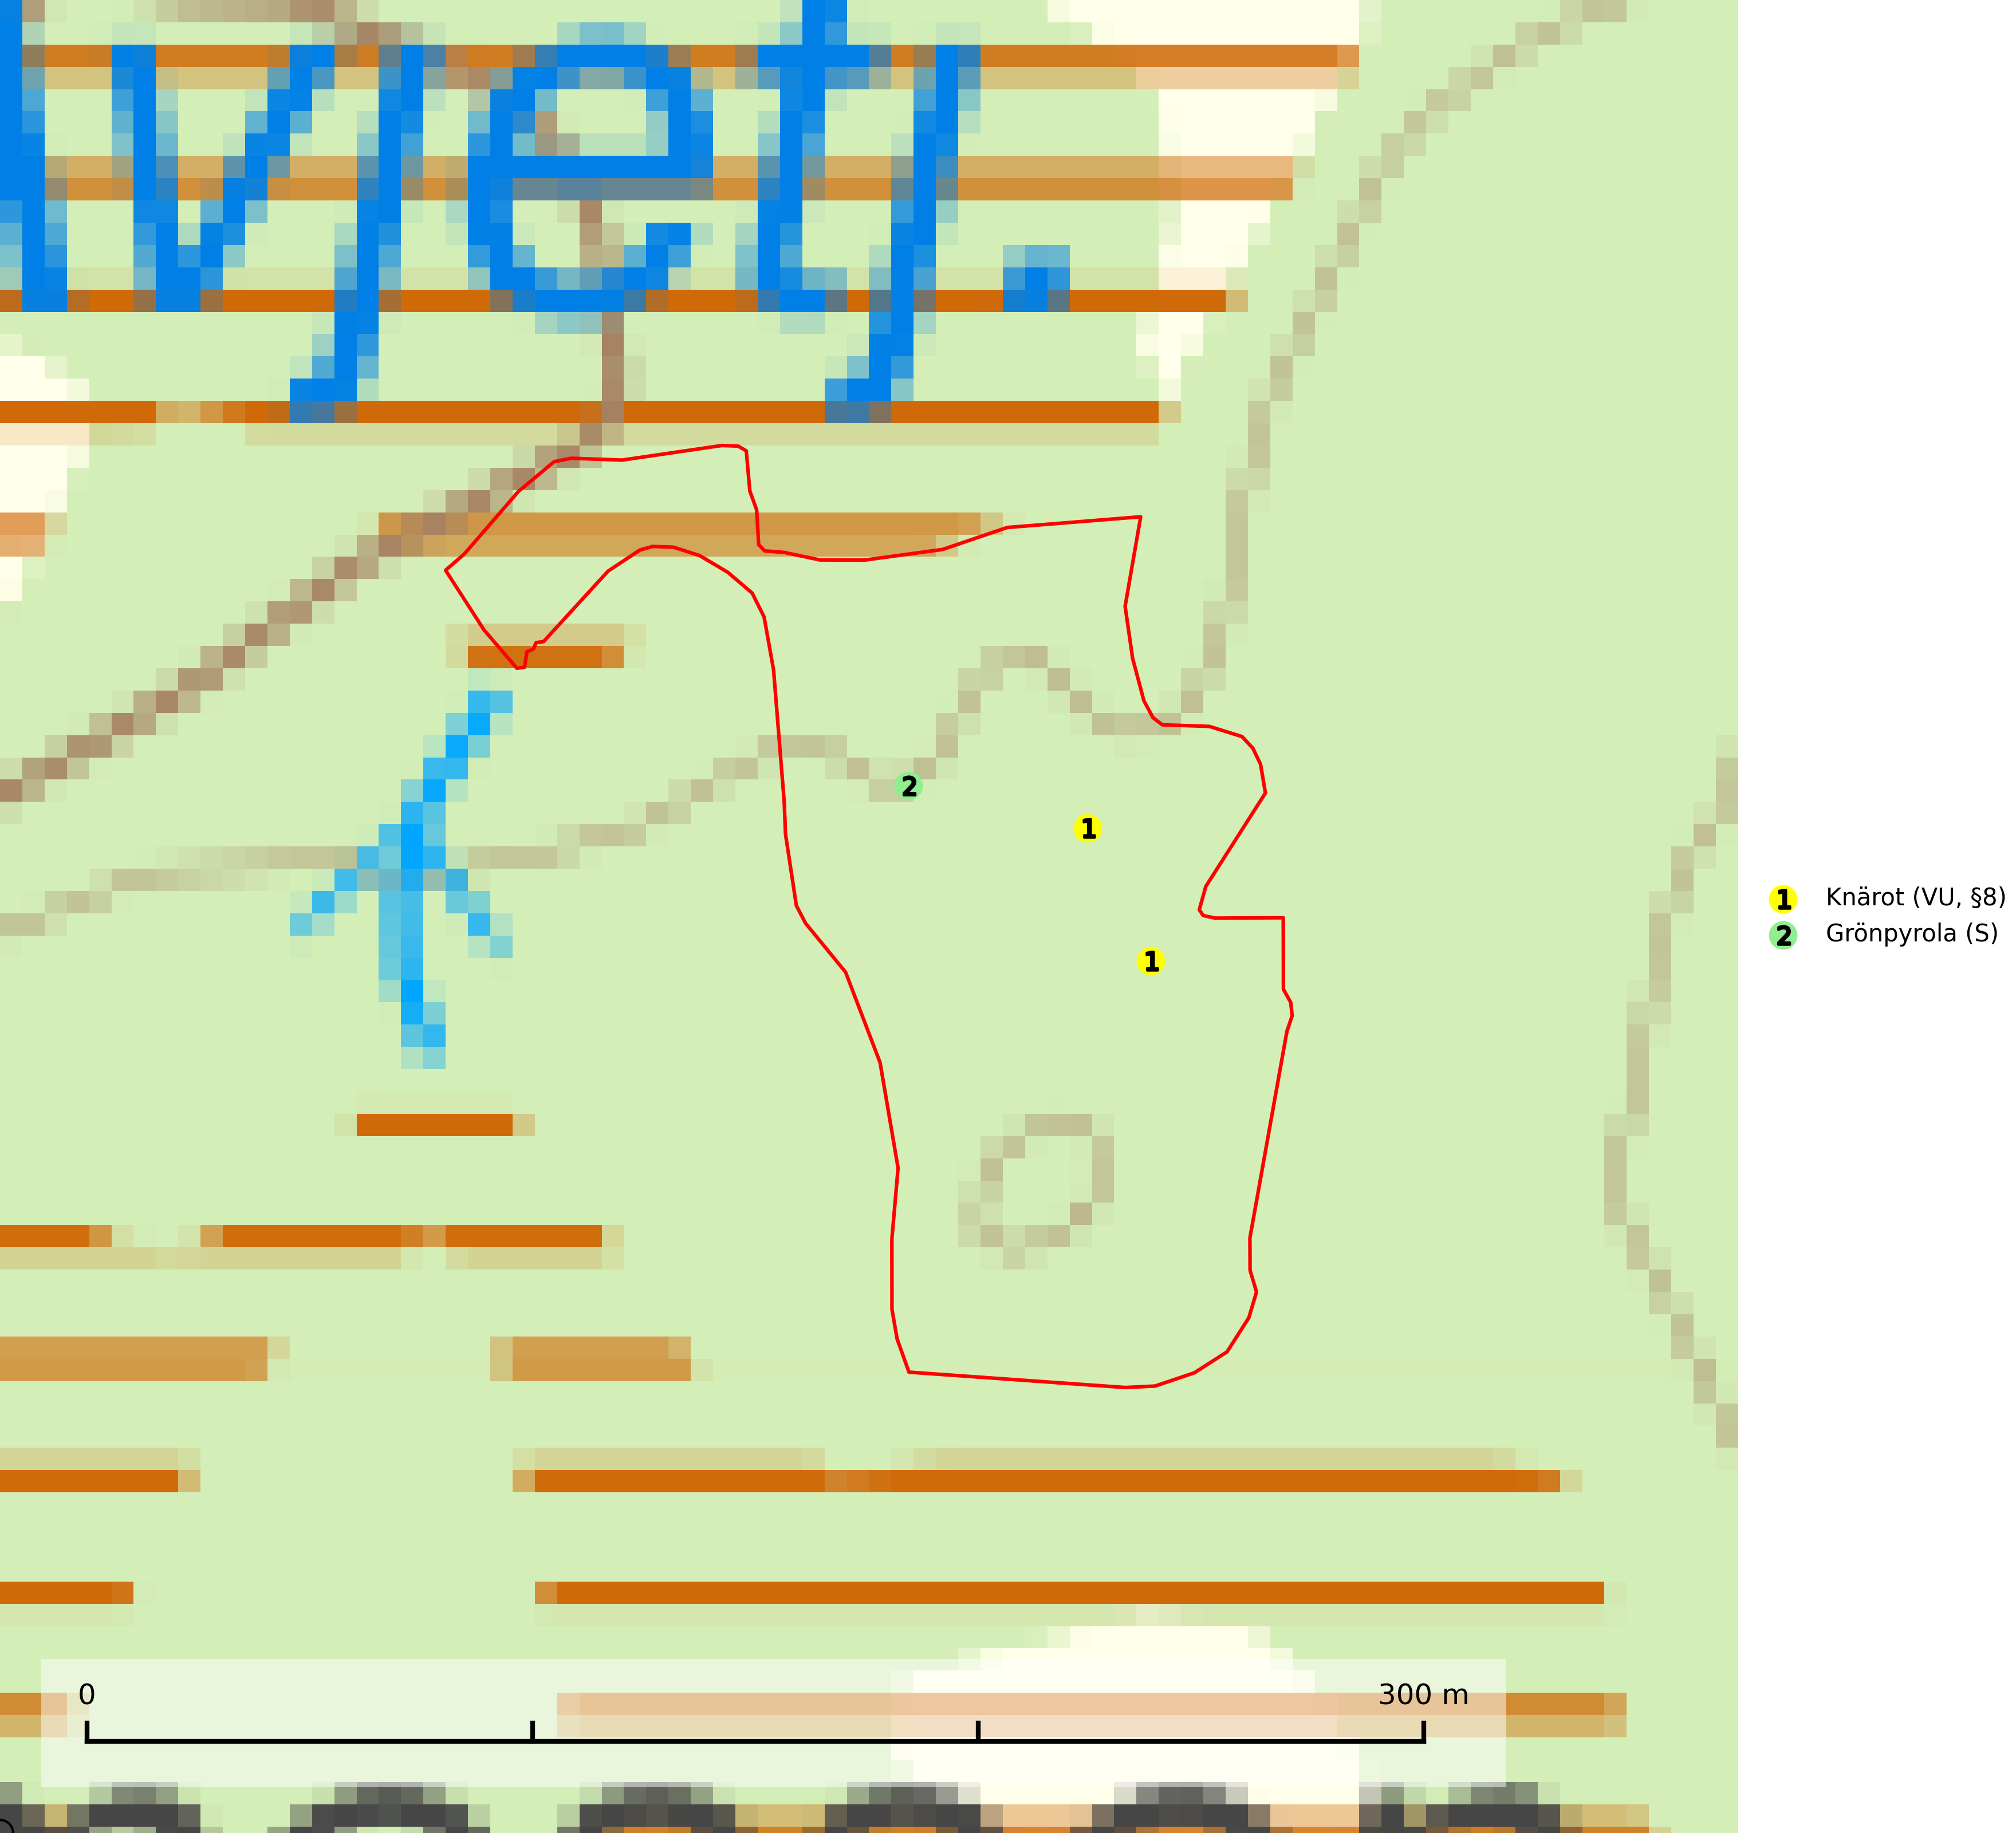 2
1
1
1 Knärot (VU, §8)
2 Grönpyrola (S)
0 300 m